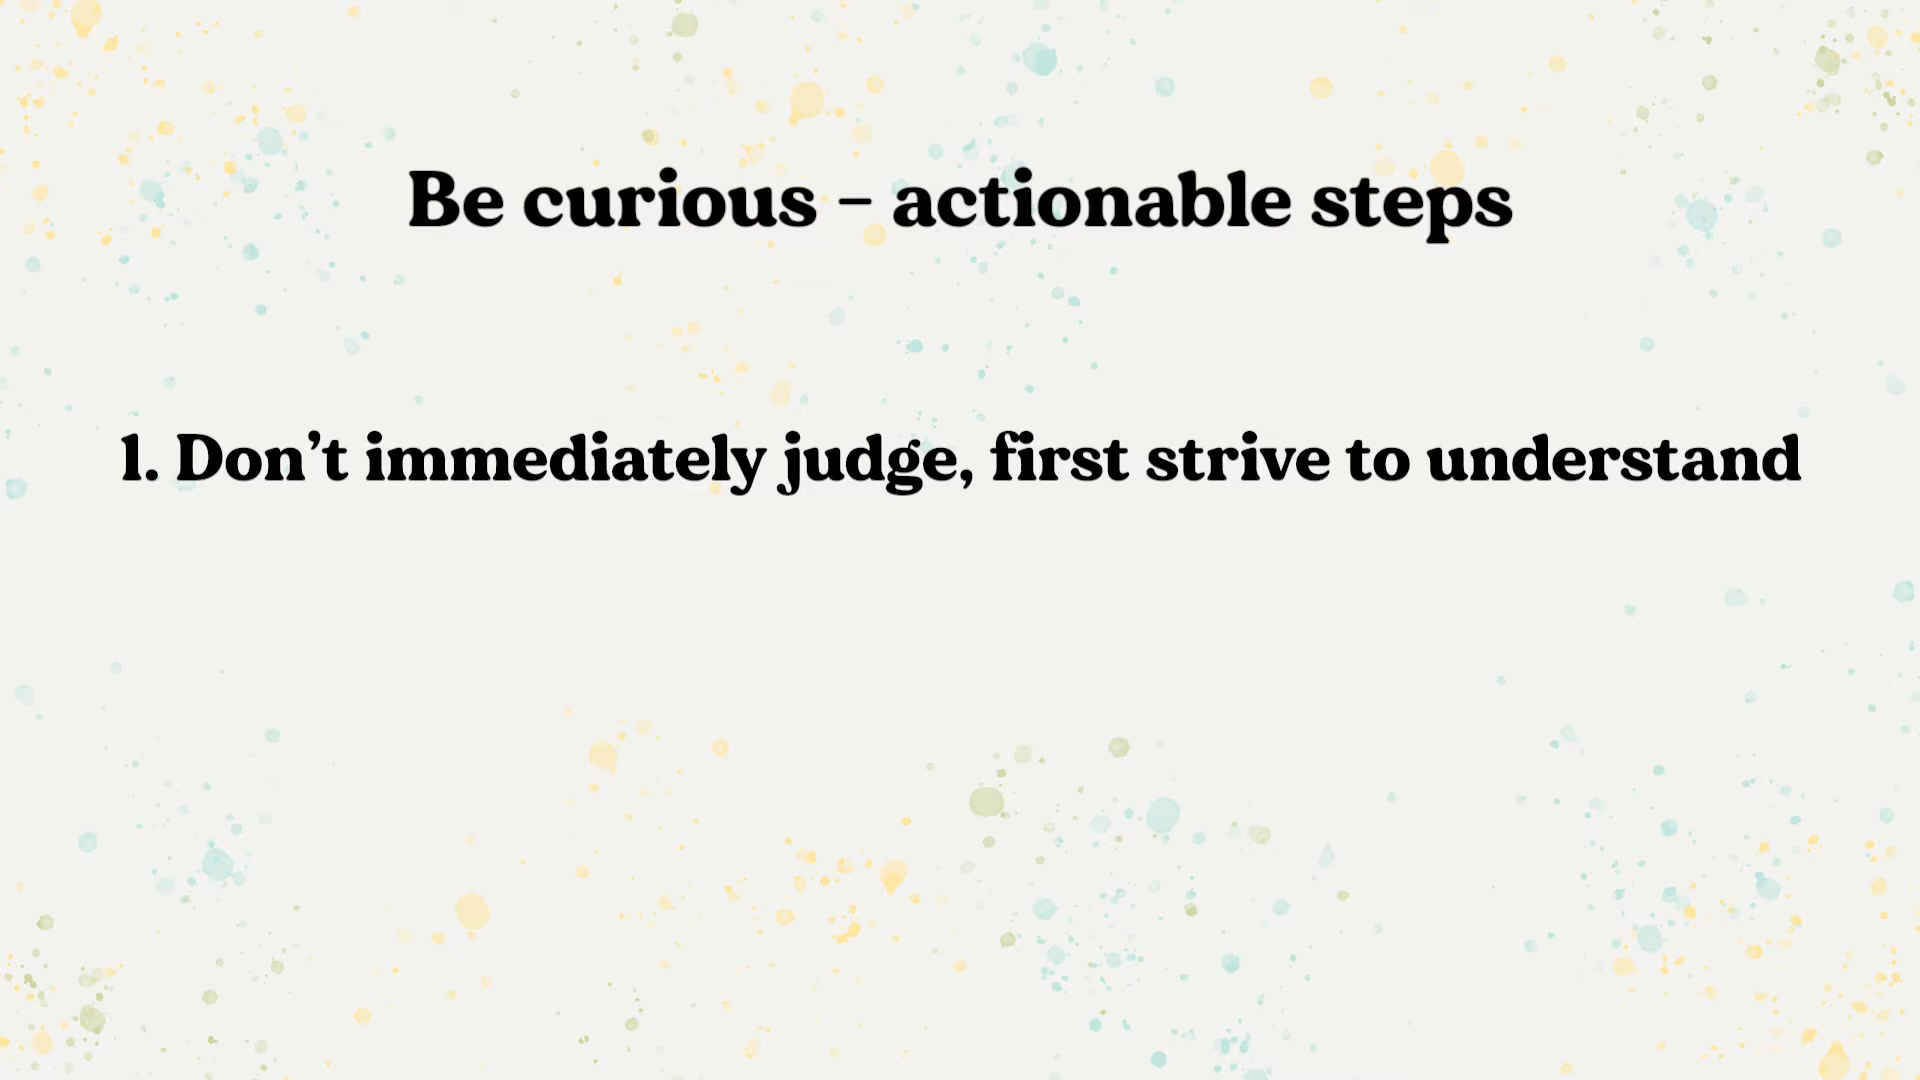 Be curious – actionable steps
1. Don’t immediately judge, first strive to understand